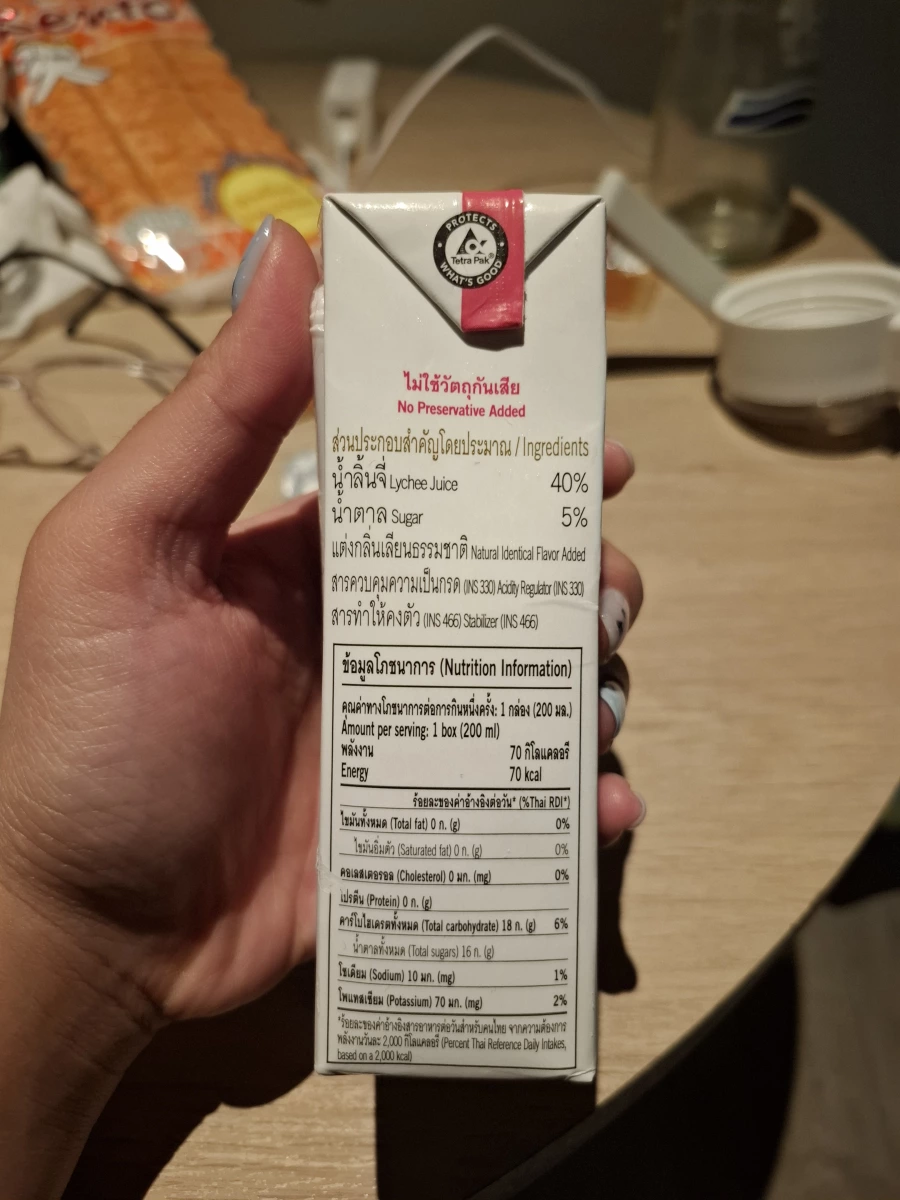 Bento
PROTECTS
Tetra Pak®
WHAT'S GOOD
ไม่ใช้วัตถุกันเสีย
No Preservative Added
ส่วนประกอบสำคัญโดยประมาณ / Ingredients
น้ำลิ้นจี่ Lychee Juice 40%
น้ำตาล Sugar 5%
แต่งกลิ่นเลียนธรรมชาติ Natural Identical Flavor Added
สารควบคุมความเป็นกรด (INS 330) Acidity Regulator (INS 330)
สารทำให้คงตัว (INS 466) Stabilizer (INS 466)
ข้อมูลโภชนาการ (Nutrition Information)
คุณค่าทางโภชนาการต่อการกินหนึ่งครั้ง: 1 กล่อง (200 มล.)
Amount per serving: 1 box (200 ml)
พลังงาน 70 กิโลแคลอรี
Energy 70 kcal
ร้อยละของค่าอ้างอิงต่อวัน* (%Thai RDI*)
ไขมันทั้งหมด (Total fat) 0 ก. (g) 0%
ไขมันอิ่มตัว (Saturated fat) 0 ก. (g) 0%
คอเลสเตอรอล (Cholesterol) 0 มก. (mg) 0%
โปรตีน (Protein) 0 ก. (g)
คาร์โบไฮเดรตทั้งหมด (Total carbohydrate) 18 ก. (g) 6%
น้ำตาลทั้งหมด (Total sugars) 16 ก. (g)
โซเดียม (Sodium) 10 มก. (mg) 1%
โพแทสเซียม (Potassium) 70 มก. (mg) 2%
*ร้อยละของค่าอ้างอิงสารอาหารต่อวันสำหรับคนไทย จากความต้องการ
พลังงานวันละ 2,000 กิโลแคลอรี (Percent Thai Reference Daily Intakes,
based on a 2,000 kcal)